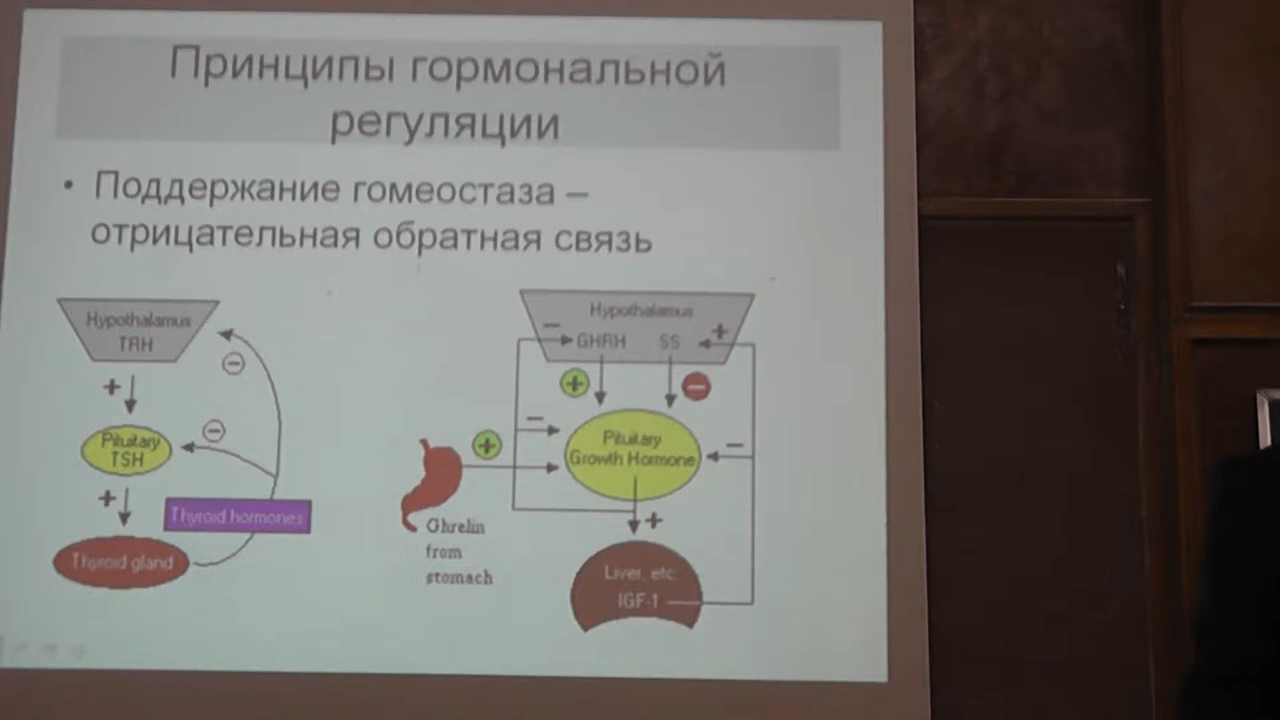 Принципы гормональной
регуляции
• Поддержание гомеостаза –
отрицательная обратная связь
Hypothalamus
TRH
+
−
−
Pituitary
TSH
+
Thyroid hormones
Thyroid gland
Hypothalamus
− GHRH SS +
+
−
−
+
Pituitary
Growth Hormone
−
+
Ghrelin
from
stomach
Liver, etc
IGF-1